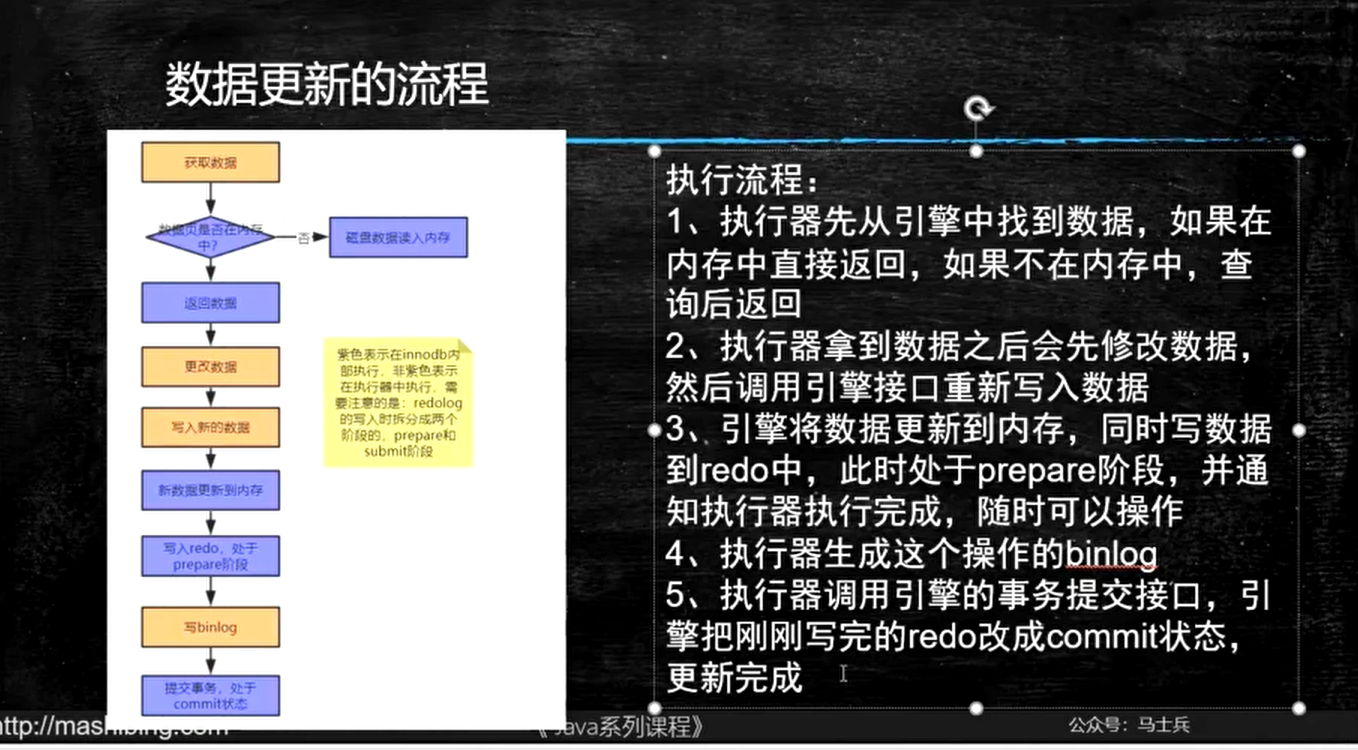 数据更新的流程
获取数据
数据页是否在内存
中?
否
磁盘数据读入内存
返回数据
更改数据
写入新的数据
新数据更新到内存
写入redo，处于
prepare阶段
写binlog
提交事务，处于
commit状态
紫色表示在innodb内
部执行，非紫色表示
在执行器中执行，需
要注意的是：redolog
的写入时拆分成两个
阶段的，prepare和
submit阶段
执行流程：
1、执行器先从引擎中找到数据，如果在
内存中直接返回，如果不在内存中，查
询后返回
2、执行器拿到数据之后会先修改数据，
然后调用引擎接口重新写入数据
3、引擎将数据更新到内存，同时写数据
到redo中，此时处于prepare阶段，并通
知执行器执行完成，随时可以操作
4、执行器生成这个操作的binlog
5、执行器调用引擎的事务提交接口，引
擎把刚刚写完的redo改成commit状态，
更新完成
http://mashibing.com
《Java系列课程》
公众号：马士兵